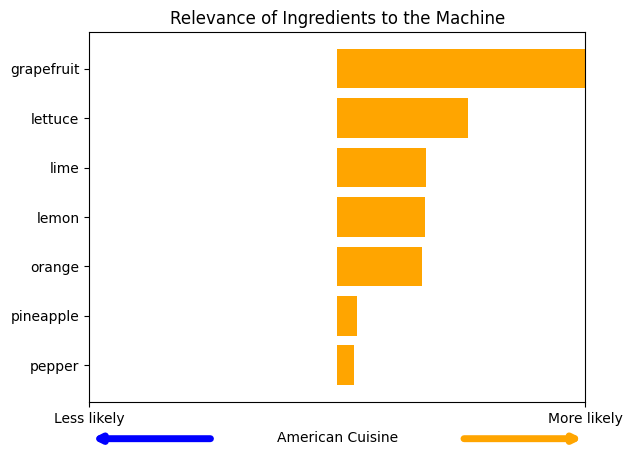 Relevance of Ingredients to the Machine
grapefruit
lettuce
lime
lemon
orange
pineapple
pepper
Less likely
More likely
American Cuisine